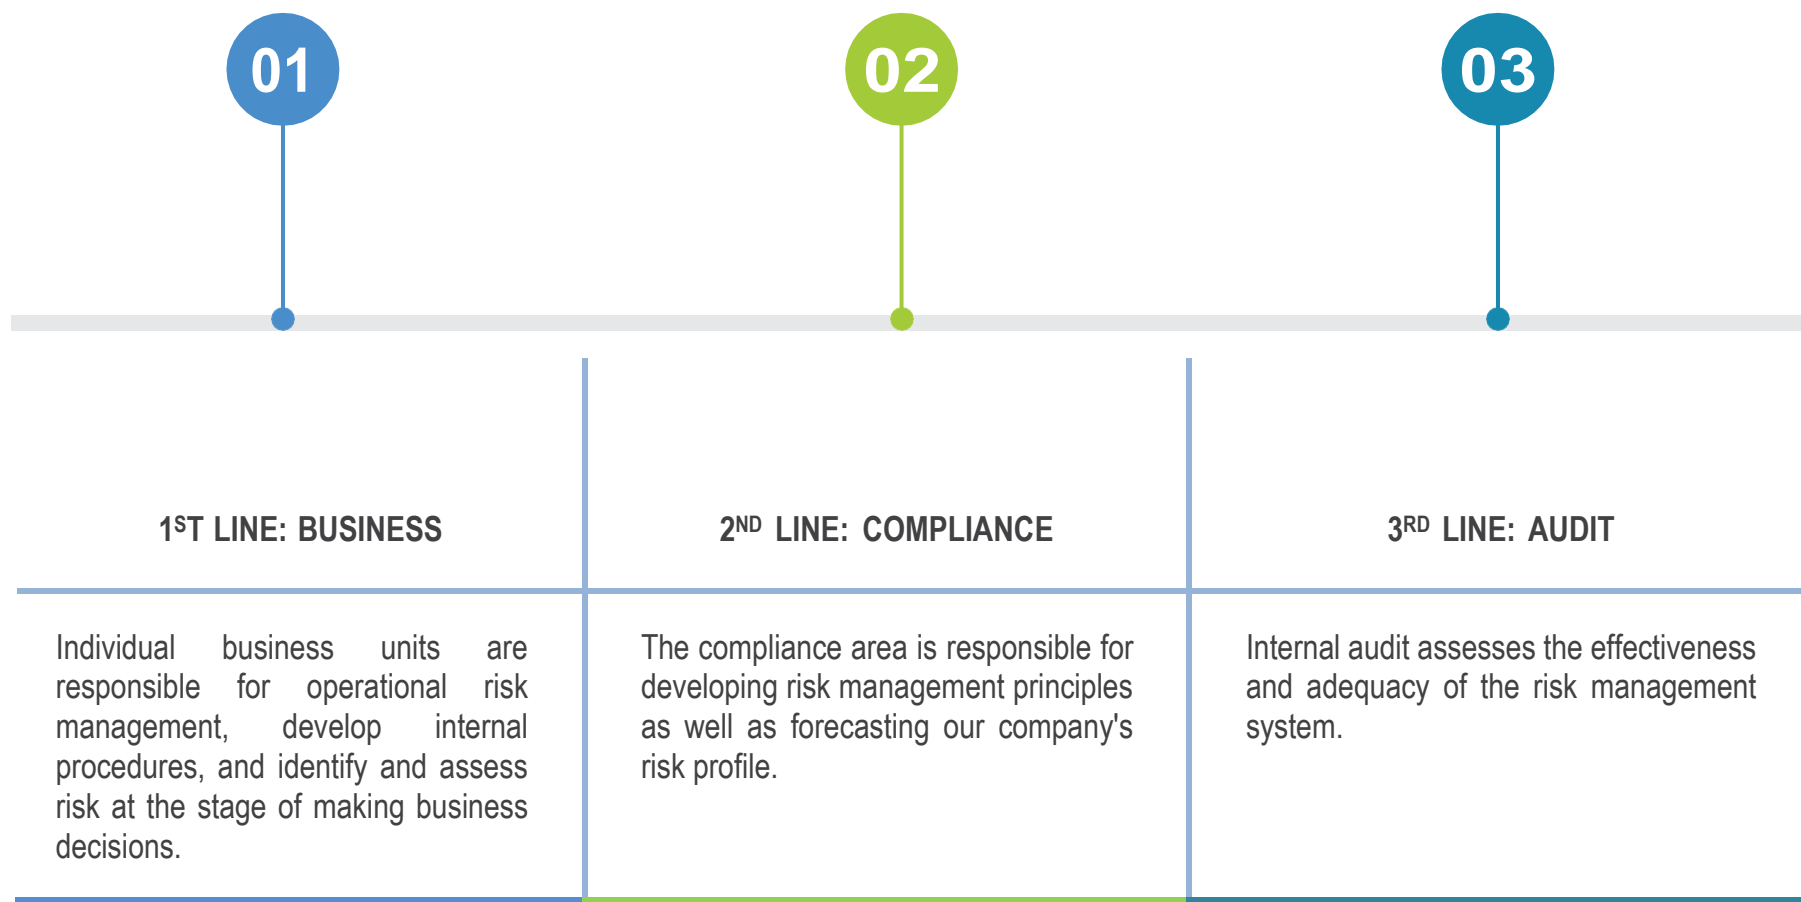 01
02
03
1ST LINE: BUSINESS
2ND LINE: COMPLIANCE
3RD LINE: AUDIT
Individual business units are
responsible for operational risk
management, develop internal
procedures, and identify and assess
risk at the stage of making business
decisions.
The compliance area is responsible for
developing risk management principles
as well as forecasting our company's
risk profile.
Internal audit assesses the effectiveness
and adequacy of the risk management
system.